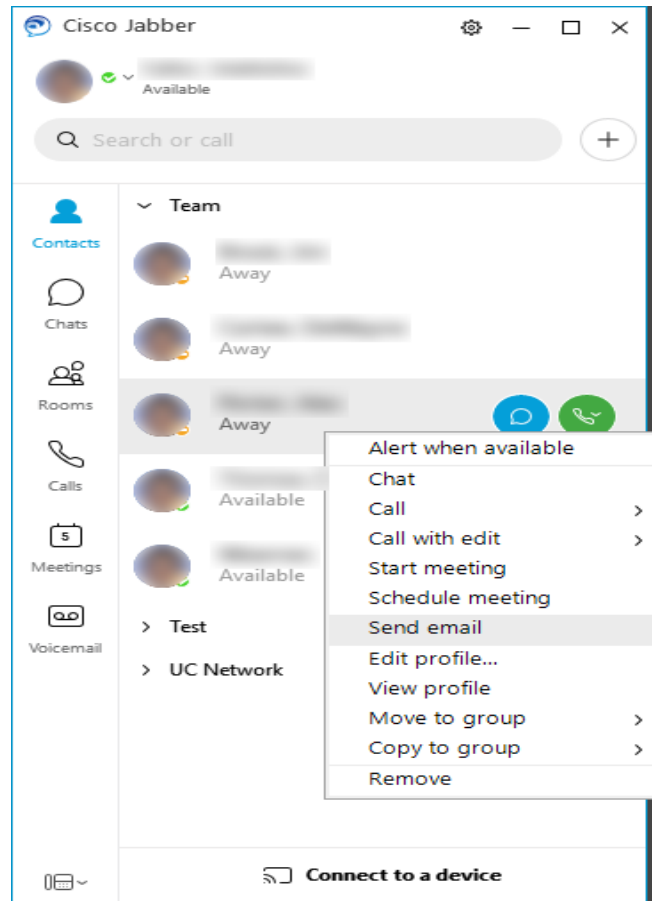 Cisco Jabber
Available
Search or call
Contacts
Chats
Rooms
Calls
5
Meetings
Voicemail
Team
Away
Away
Away
Available
Available
Test
UC Network
Alert when available
Chat
Call
Call with edit
Start meeting
Schedule meeting
Send email
Edit profile...
View profile
Move to group
Copy to group
Remove
Connect to a device